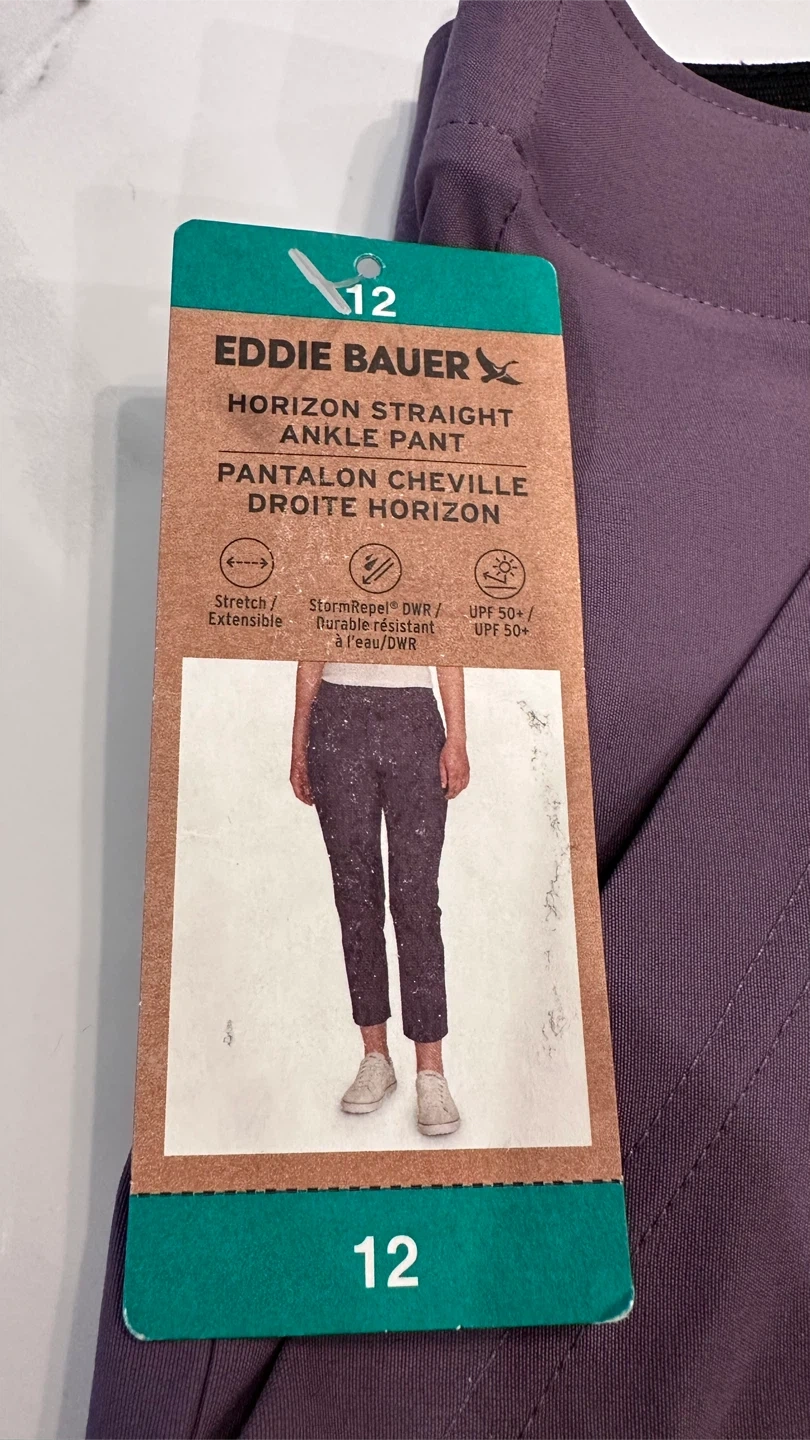 12
EDDIE BAUER
HORIZON STRAIGHT
ANKLE PANT
PANTALON CHEVILLE
DROITE HORIZON
Stretch /
Extensible
StormRepel® DWR /
Durable résistant
à l'eau/DWR
UPF 50+ /
UPF 50+
12